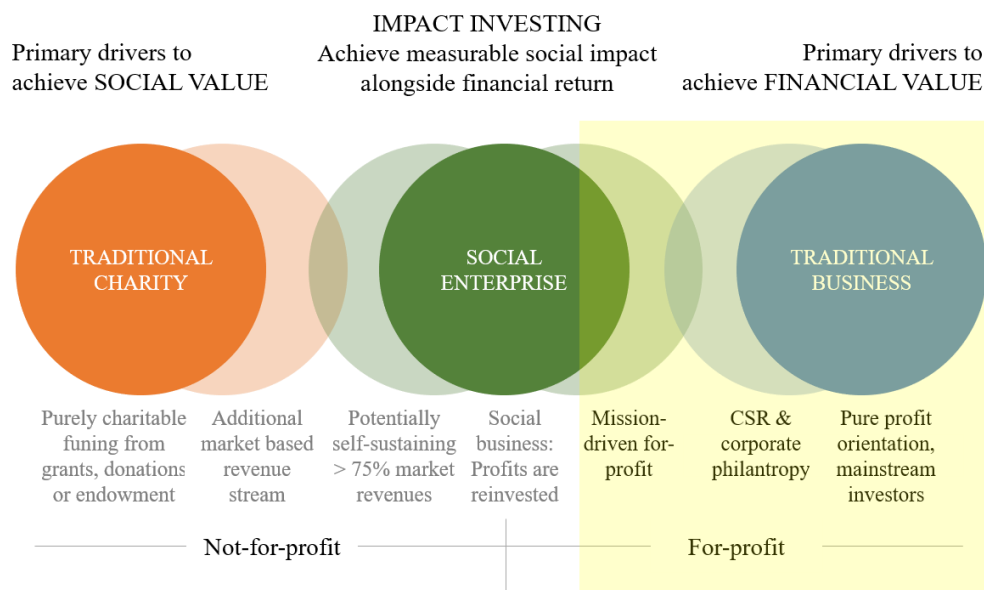 IMPACT INVESTING
Achieve measurable social impact
alongside financial return
Primary drivers to
achieve SOCIAL VALUE
Primary drivers to
achieve FINANCIAL VALUE
TRADITIONAL
CHARITY
SOCIAL
ENTERPRISE
TRADITIONAL
BUSINESS
Purely charitable
funing from
grants, donations
or endowment
Additional
market based
revenue
stream
Potentially
self-sustaining
> 75% market
revenues
Social
business:
Profits are
reinvested
Mission-
driven for-
profit
CSR &
corporate
philantropy
Pure profit
orientation,
mainstream
investors
Not-for-profit
For-profit